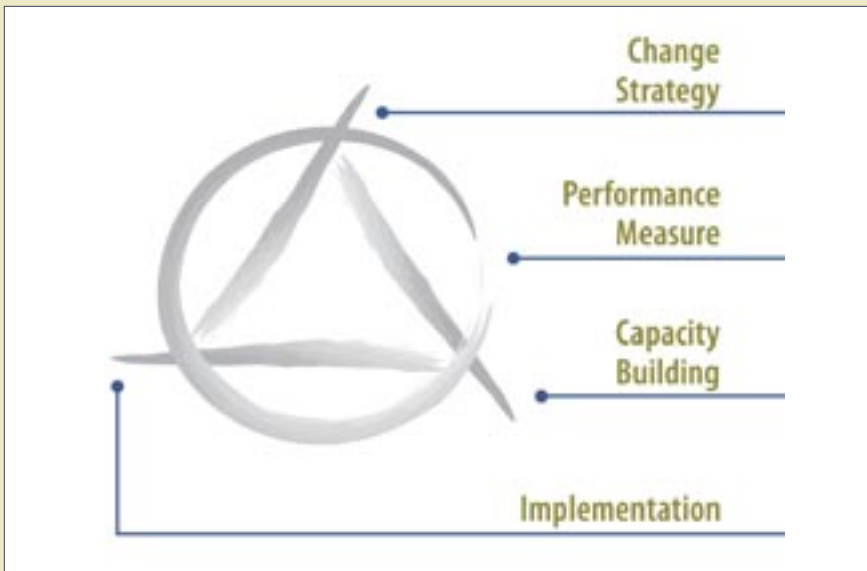 Change
Strategy
Performance
Measure
Capacity
Building
Implementation